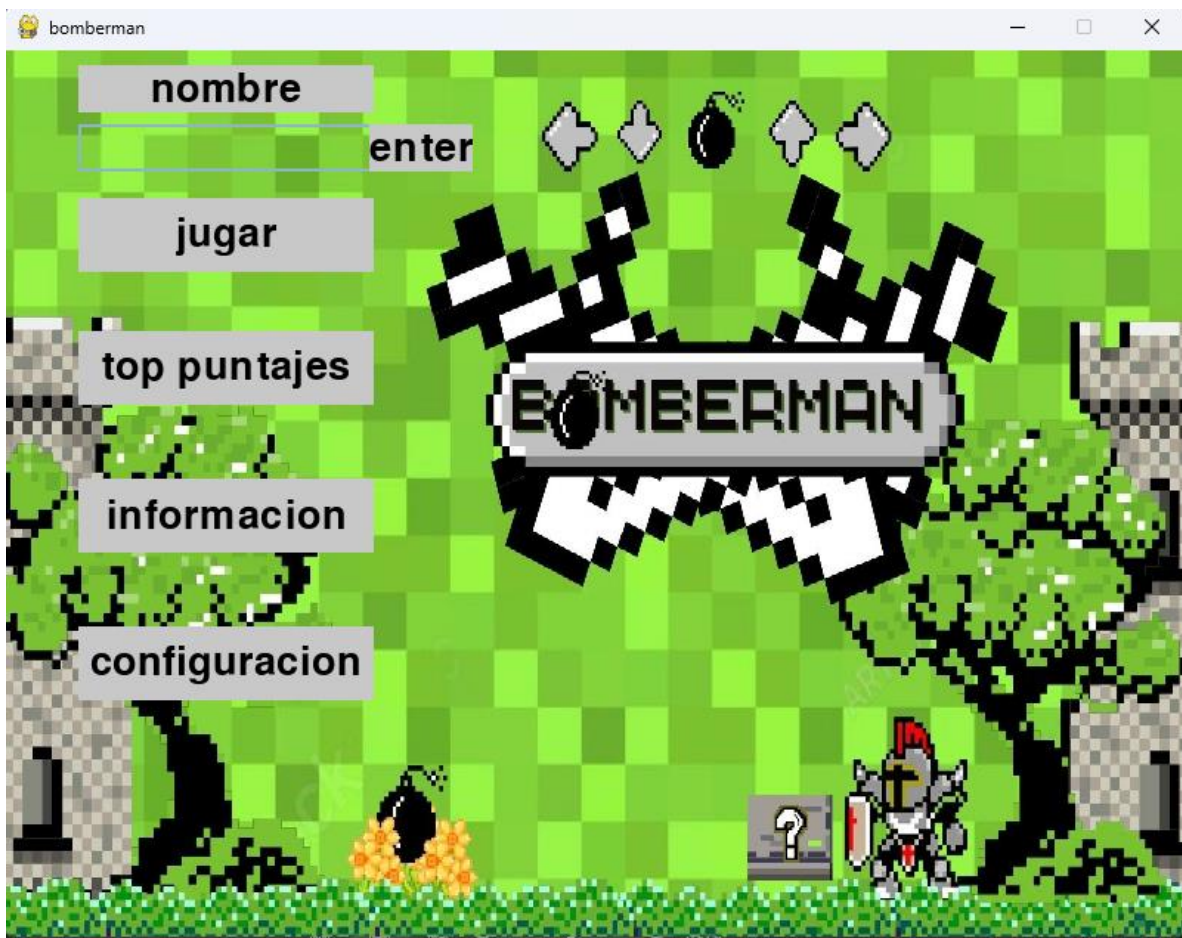 bomberman
nombre
enter
jugar
top puntajes
BOMBERMAN
informacion
configuracion
?